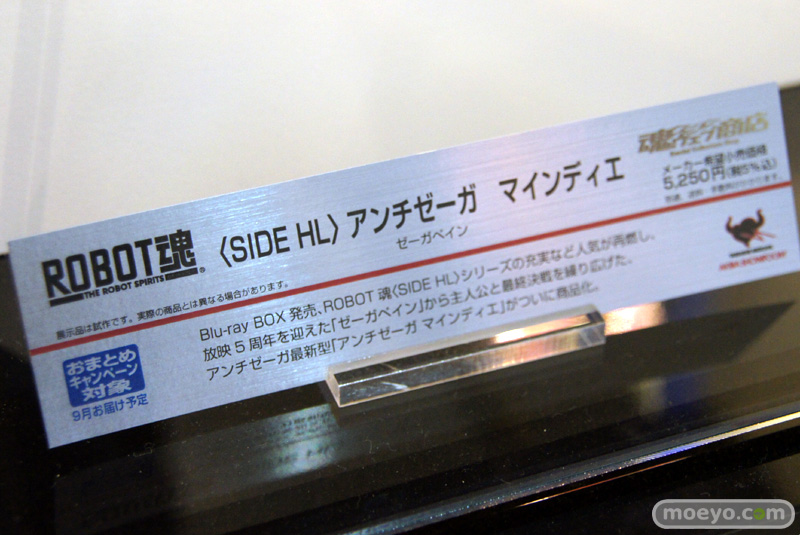 ROBOT魂®
THE ROBOT SPIRITS
〈SIDE HL〉 アンチゼーガ マインディエ
ゼーガペイン
魂ウェブ商店
メーカー希望小売価格
5,250円(税5%込)
展示品は試作です。実際の商品とは異なる場合があります。
Blu-ray BOX発売、ROBOT魂〈SIDE HL〉シリーズの充実など人気が再燃し、
放映5周年を迎えた「ゼーガペイン」から主人公と最終決戦を繰り広げた。
アンチゼーガ最新型「アンチゼーガ マインディエ」がついに商品化。
おまとめ
キャンペーン
対象
9月お届け予定
moeyo.com